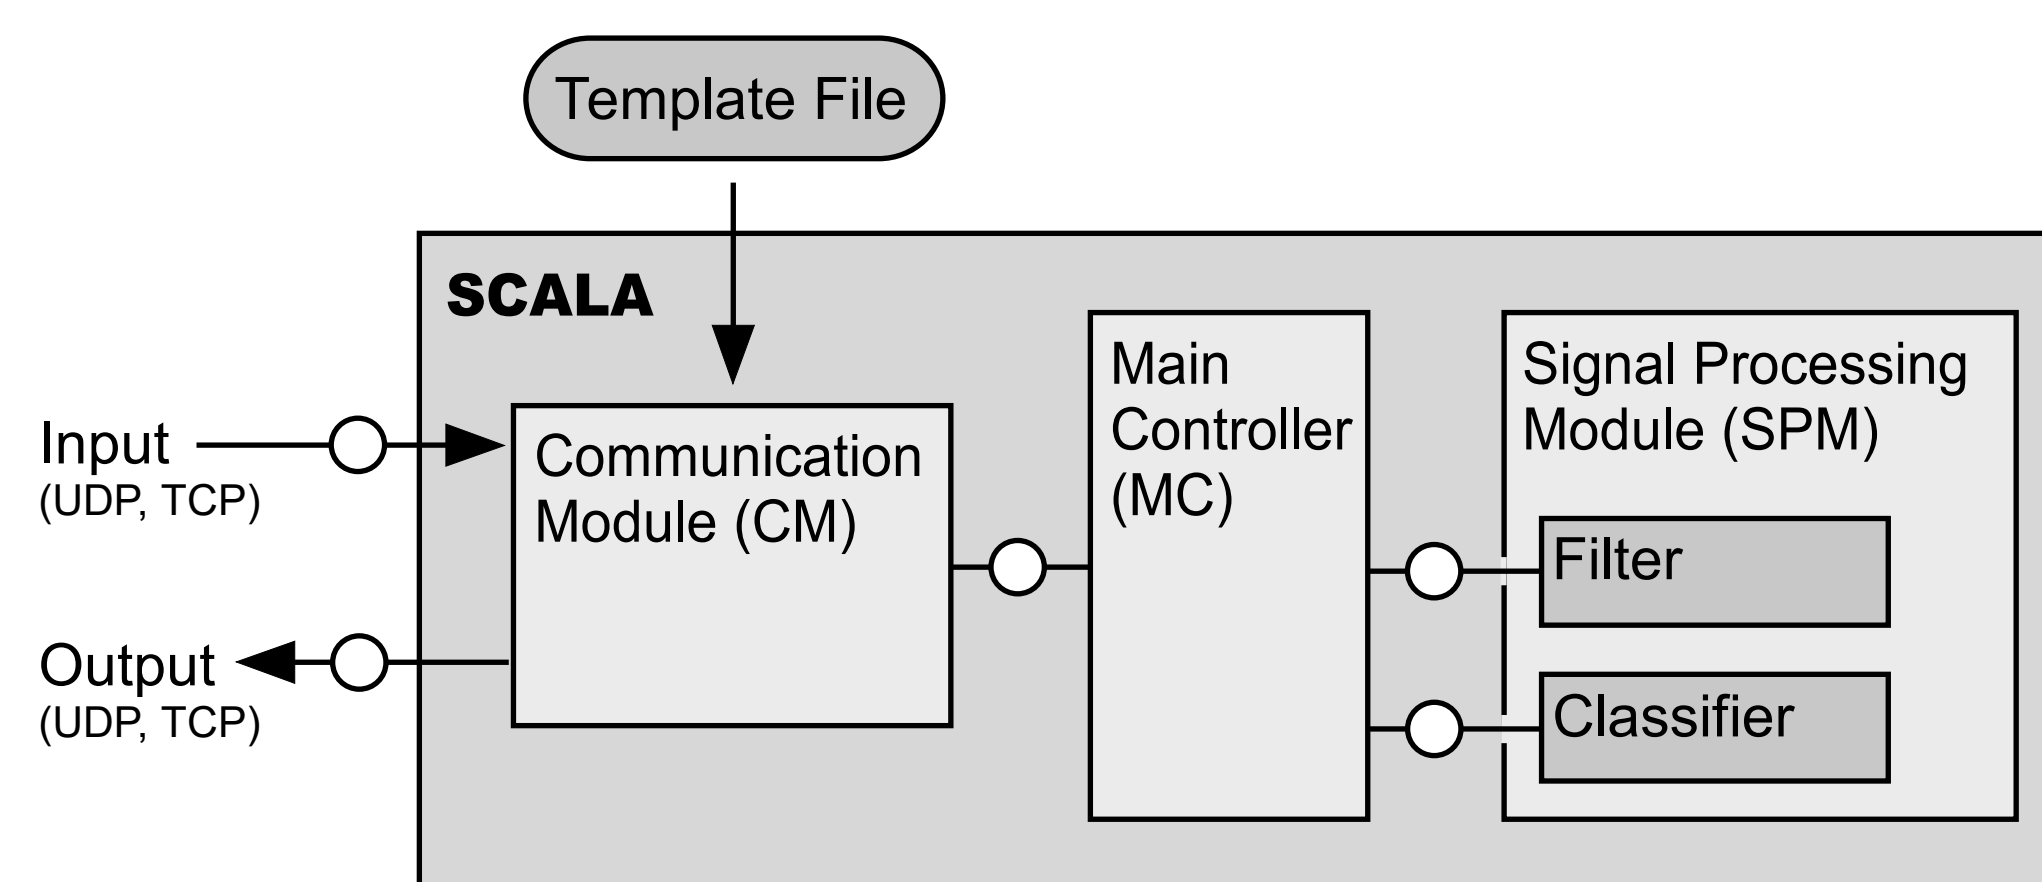 Template File
SCALA
Input
(UDP, TCP)
Output
(UDP, TCP)
Communication
Module (CM)
Main
Controller
(MC)
Signal Processing
Module (SPM)
Filter
Classifier